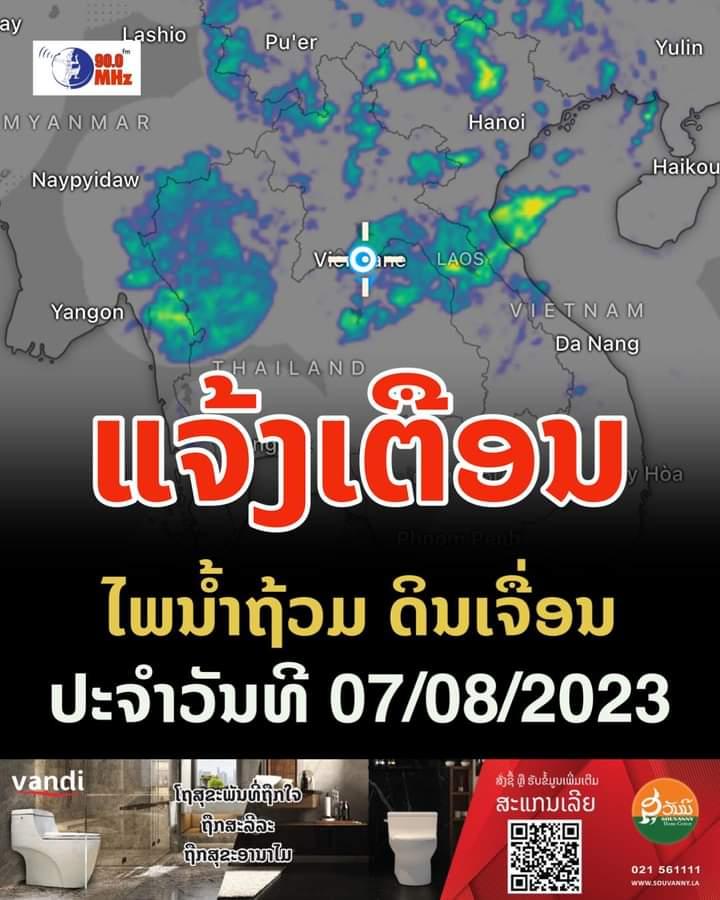 ay
Lashio
Pu'er
Yulin
90.0 fm
MHz
MYANMAR
Hanoi
Naypyidaw
Haikou
LAOS
Yangon
VIETNAM
Da Nang
THAILAND
ແຈ້ງເຕືອນ
y Hòa
Phnom Penh
ໄພນ້ຳຖ້ວມ ດິນເຈື່ອນ
ປະຈຳວັນທີ 07/08/2023
vandi
ໂຖສຸຂະພັນທີ່ຖືກໃຈ
ຖືກສະລີລະ
ຖືກສຸຂະອານາໄມ
ສັ່ງຊື້ ຫຼື ຮັບຂໍ້ມູນເພີ່ມເຕີມ
ສະແກນເລີຍ
SOUVANNY
HOME CENTER
021 561111
WWW.SOUVANNY.LA